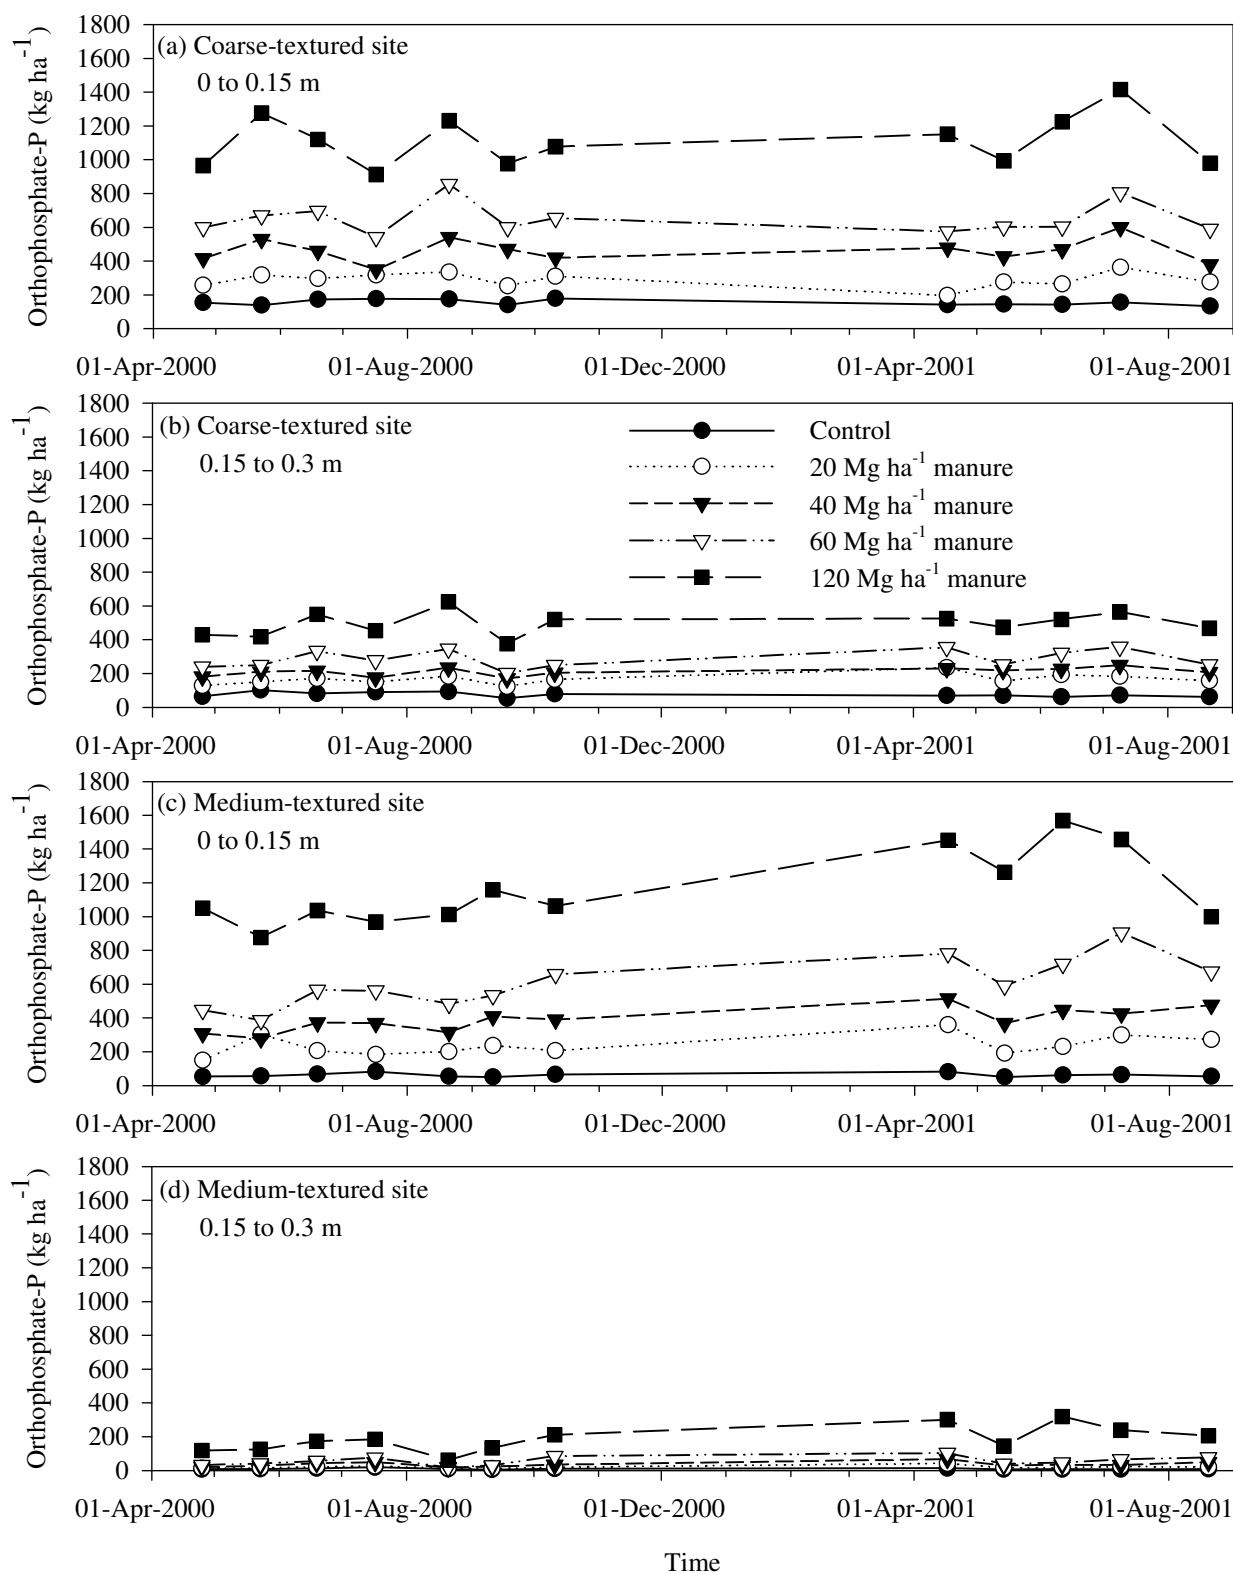 (a) Coarse-textured site
0 to 0.15 m
Orthophosphate-P (kg ha⁻¹)
1800
1600
1400
1200
1000
800
600
400
200
0
01-Apr-2000 01-Aug-2000 01-Dec-2000 01-Apr-2001 01-Aug-2001
(b) Coarse-textured site
0.15 to 0.3 m
Control
20 Mg ha⁻¹ manure
40 Mg ha⁻¹ manure
60 Mg ha⁻¹ manure
120 Mg ha⁻¹ manure
Orthophosphate-P (kg ha⁻¹)
1800
1600
1400
1200
1000
800
600
400
200
0
01-Apr-2000 01-Aug-2000 01-Dec-2000 01-Apr-2001 01-Aug-2001
(c) Medium-textured site
0 to 0.15 m
Orthophosphate-P (kg ha⁻¹)
1800
1600
1400
1200
1000
800
600
400
200
0
01-Apr-2000 01-Aug-2000 01-Dec-2000 01-Apr-2001 01-Aug-2001
(d) Medium-textured site
0.15 to 0.3 m
Orthophosphate-P (kg ha⁻¹)
1800
1600
1400
1200
1000
800
600
400
200
0
01-Apr-2000 01-Aug-2000 01-Dec-2000 01-Apr-2001 01-Aug-2001
Time